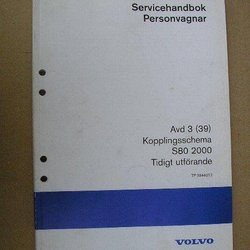 Servicehandbok
Personvagnar
Avd 3 (39)
Kopplingsschema
S80 2000
Tidigt utförande
VOLVO